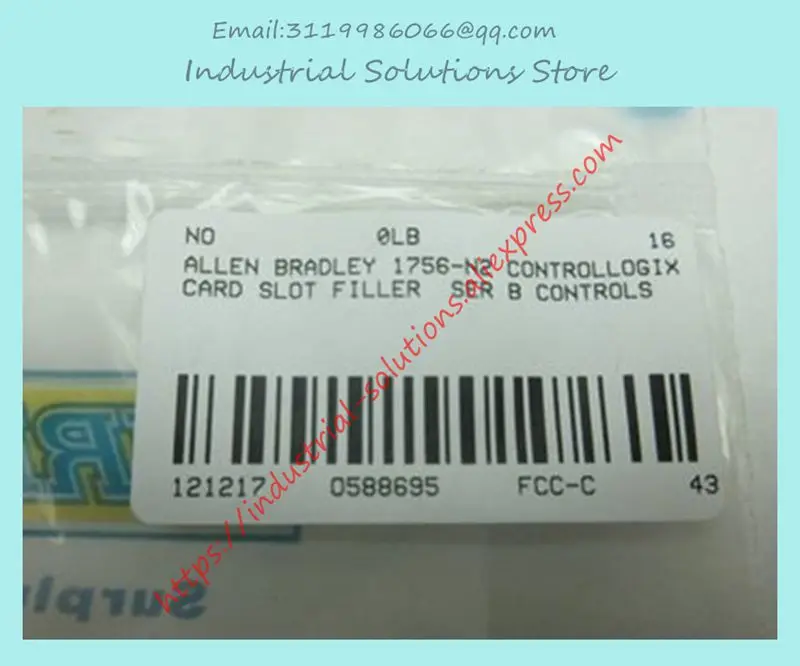 Email:3119986066@qq.com
Industrial Solutions Store
NO 0LB 16
ALLEN BRADLEY 1756-N2 CONTROLLOGIX
CARD SLOT FILLER SER B CONTROLS
121217 0588695 FCC-C 43
https://industrial-solutions.aliexpress.com